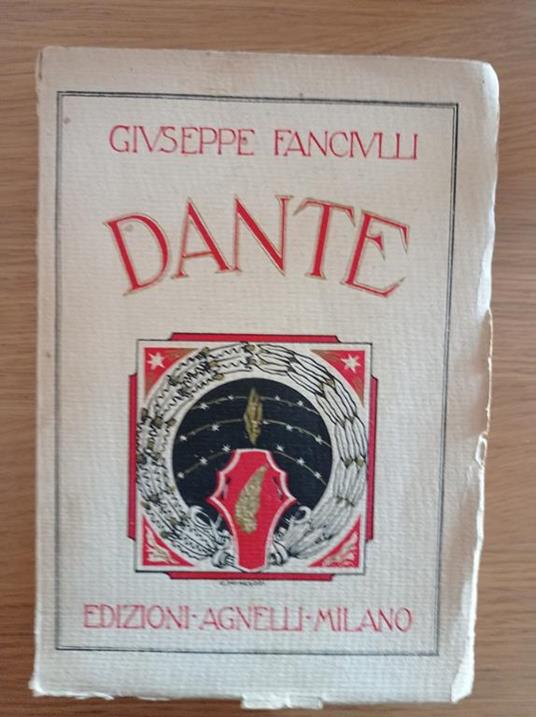 GIVSEPPE FANCIVLLI
DANTE
EDIZIONI-AGNELLI-MILANO